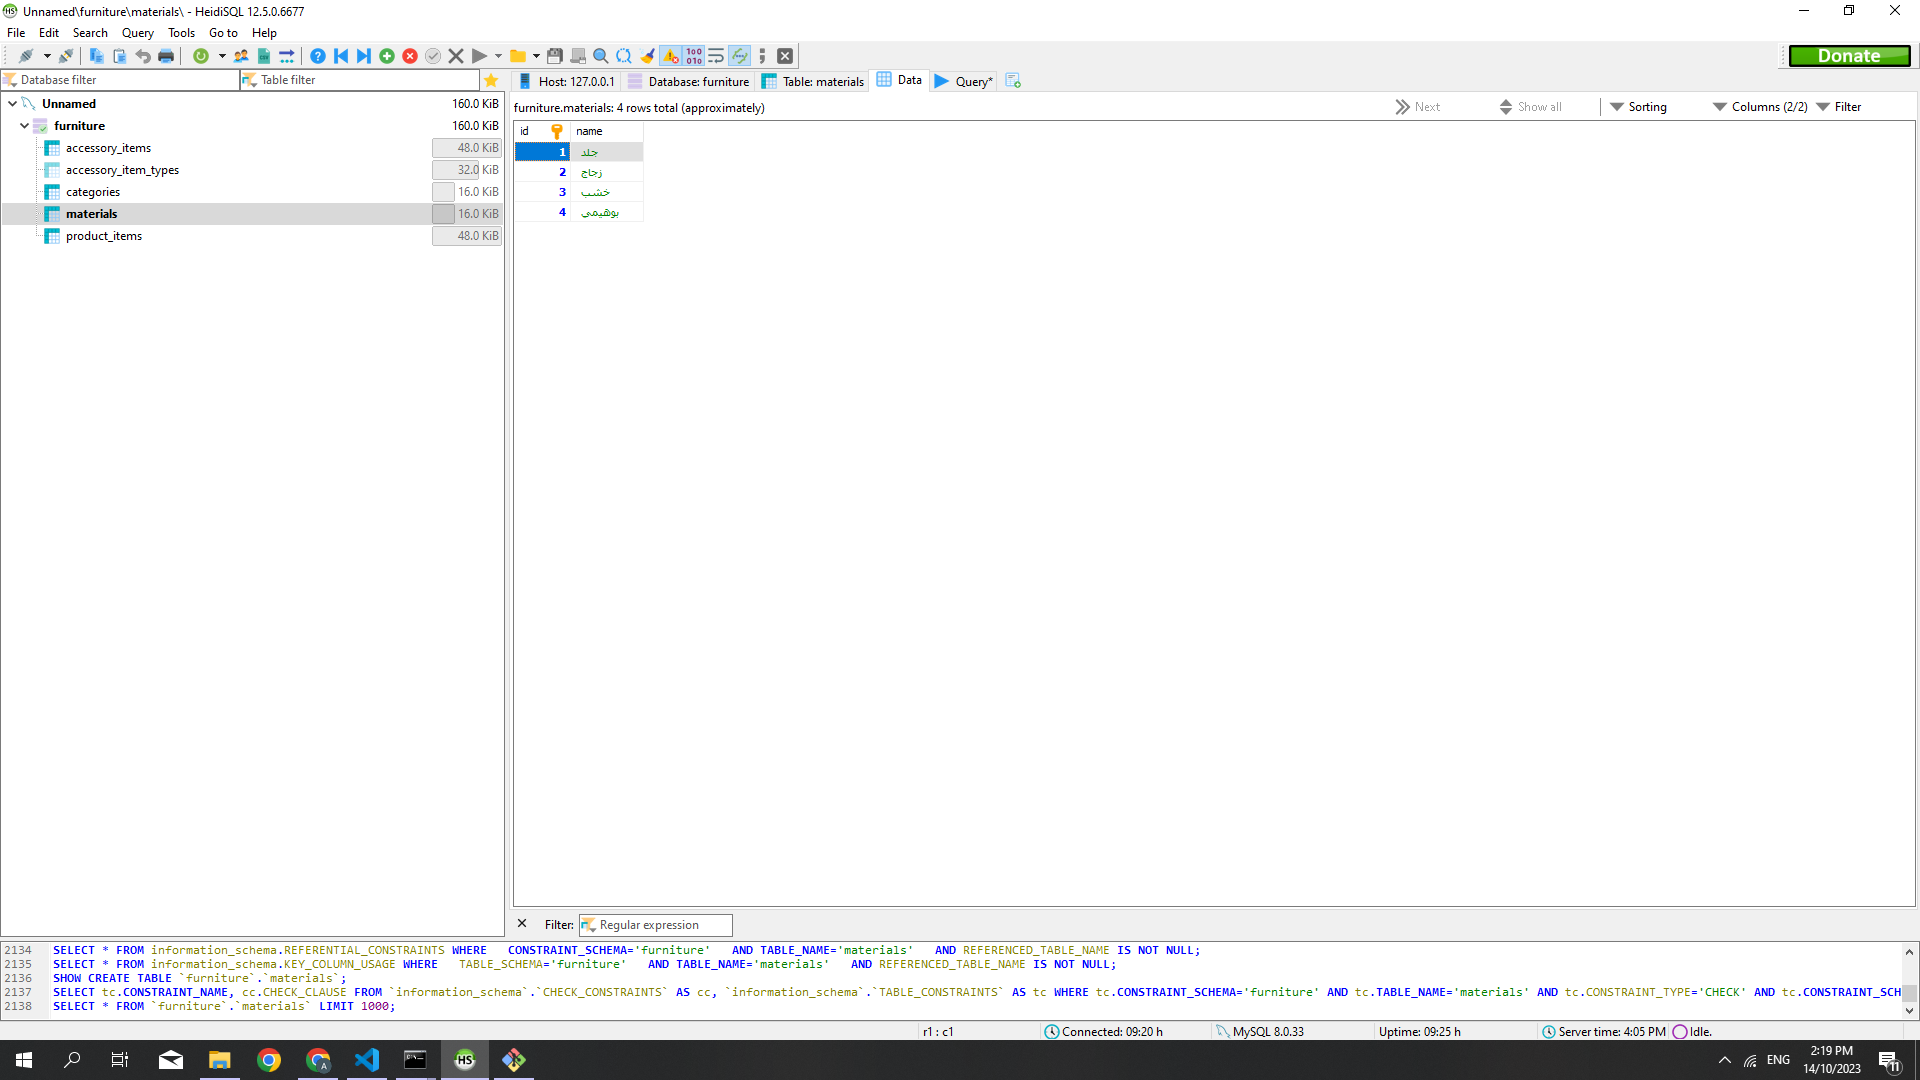 Unnamed\furniture\materials\ - HeidiSQL 12.5.0.6677
File Edit Search Query Tools Go to Help
Donate
Database filter Table filter
Host: 127.0.0.1 Database: furniture Table: materials Data Query*
Unnamed 160.0 KiB
furniture 160.0 KiB
accessory_items 48.0 KiB
accessory_item_types 32.0 KiB
categories 16.0 KiB
materials 16.0 KiB
product_items 48.0 KiB
furniture.materials: 4 rows total (approximately) Next Show all Sorting Columns (2/2) Filter
id name
1 جلد
2 زجاج
3 خشب
4 بوهيمي
Filter: Regular expression
2134 SELECT * FROM information_schema.REFERENTIAL_CONSTRAINTS WHERE CONSTRAINT_SCHEMA='furniture' AND TABLE_NAME='materials' AND REFERENCED_TABLE_NAME IS NOT NULL;
2135 SELECT * FROM information_schema.KEY_COLUMN_USAGE WHERE TABLE_SCHEMA='furniture' AND TABLE_NAME='materials' AND REFERENCED_TABLE_NAME IS NOT NULL;
2136 SHOW CREATE TABLE `furniture`.`materials`;
2137 SELECT tc.CONSTRAINT_NAME, cc.CHECK_CLAUSE FROM `information_schema`.`CHECK_CONSTRAINTS` AS cc, `information_schema`.`TABLE_CONSTRAINTS` AS tc WHERE tc.CONSTRAINT_SCHEMA='furniture' AND tc.TABLE_NAME='materials' AND tc.CONSTRAINT_TYPE='CHECK' AND tc.CONSTRAINT_SCH
2138 SELECT * FROM `furniture`.`materials` LIMIT 1000;
r1 : c1 Connected: 09:20 h MySQL 8.0.33 Uptime: 09:25 h Server time: 4:05 PM Idle.
ENG 2:19 PM
14/10/2023 11